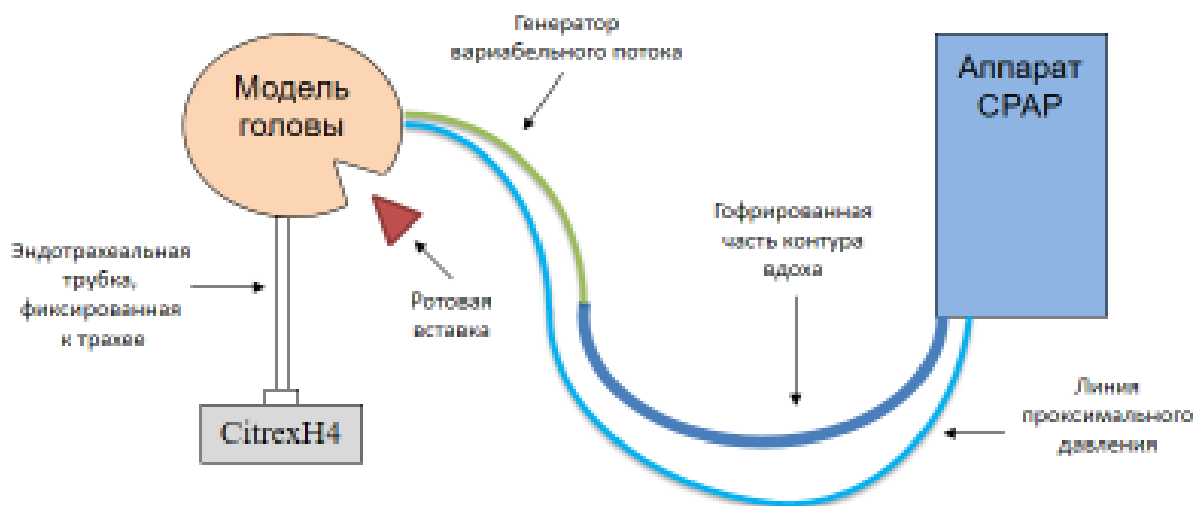 Генератор
вариабельного потока
Модель
головы
Аппарат
CPAP
Гофрированная
часть контура
вдоха
Эндотрахеальная
трубка,
фиксированная
к трахее
Ротовая
вставка
CitrexH4
Линия
проксимального
давления